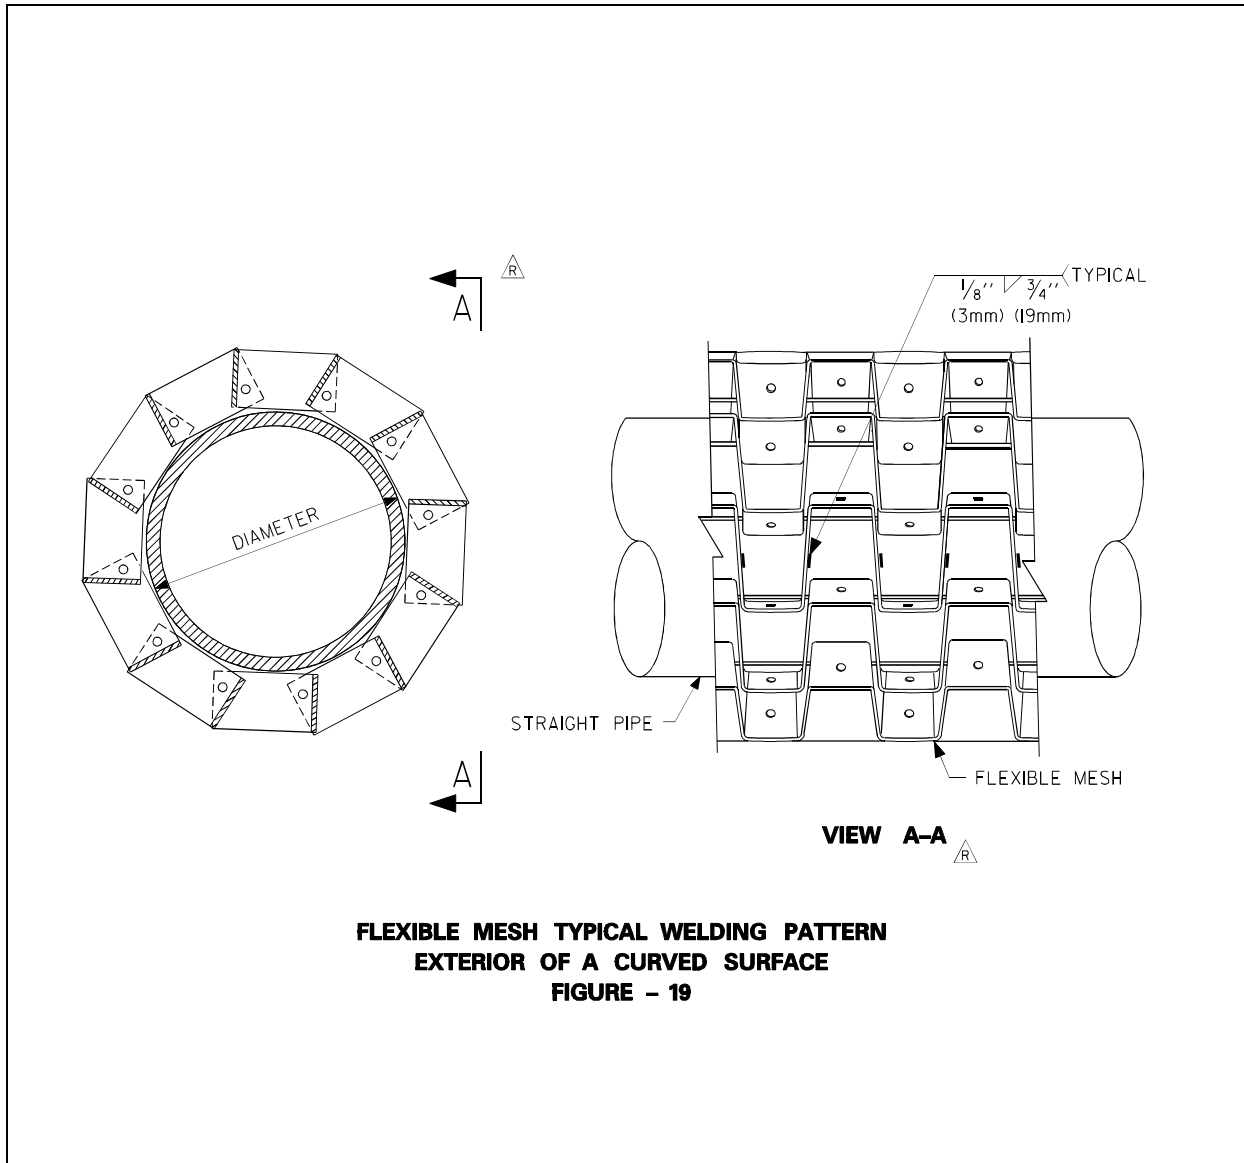 R
A
DIAMETER
A
1/8'' 3/4'' TYPICAL
(3mm) (19mm)
STRAIGHT PIPE
FLEXIBLE MESH
VIEW A-A
R
FLEXIBLE MESH TYPICAL WELDING PATTERN
EXTERIOR OF A CURVED SURFACE
FIGURE - 19